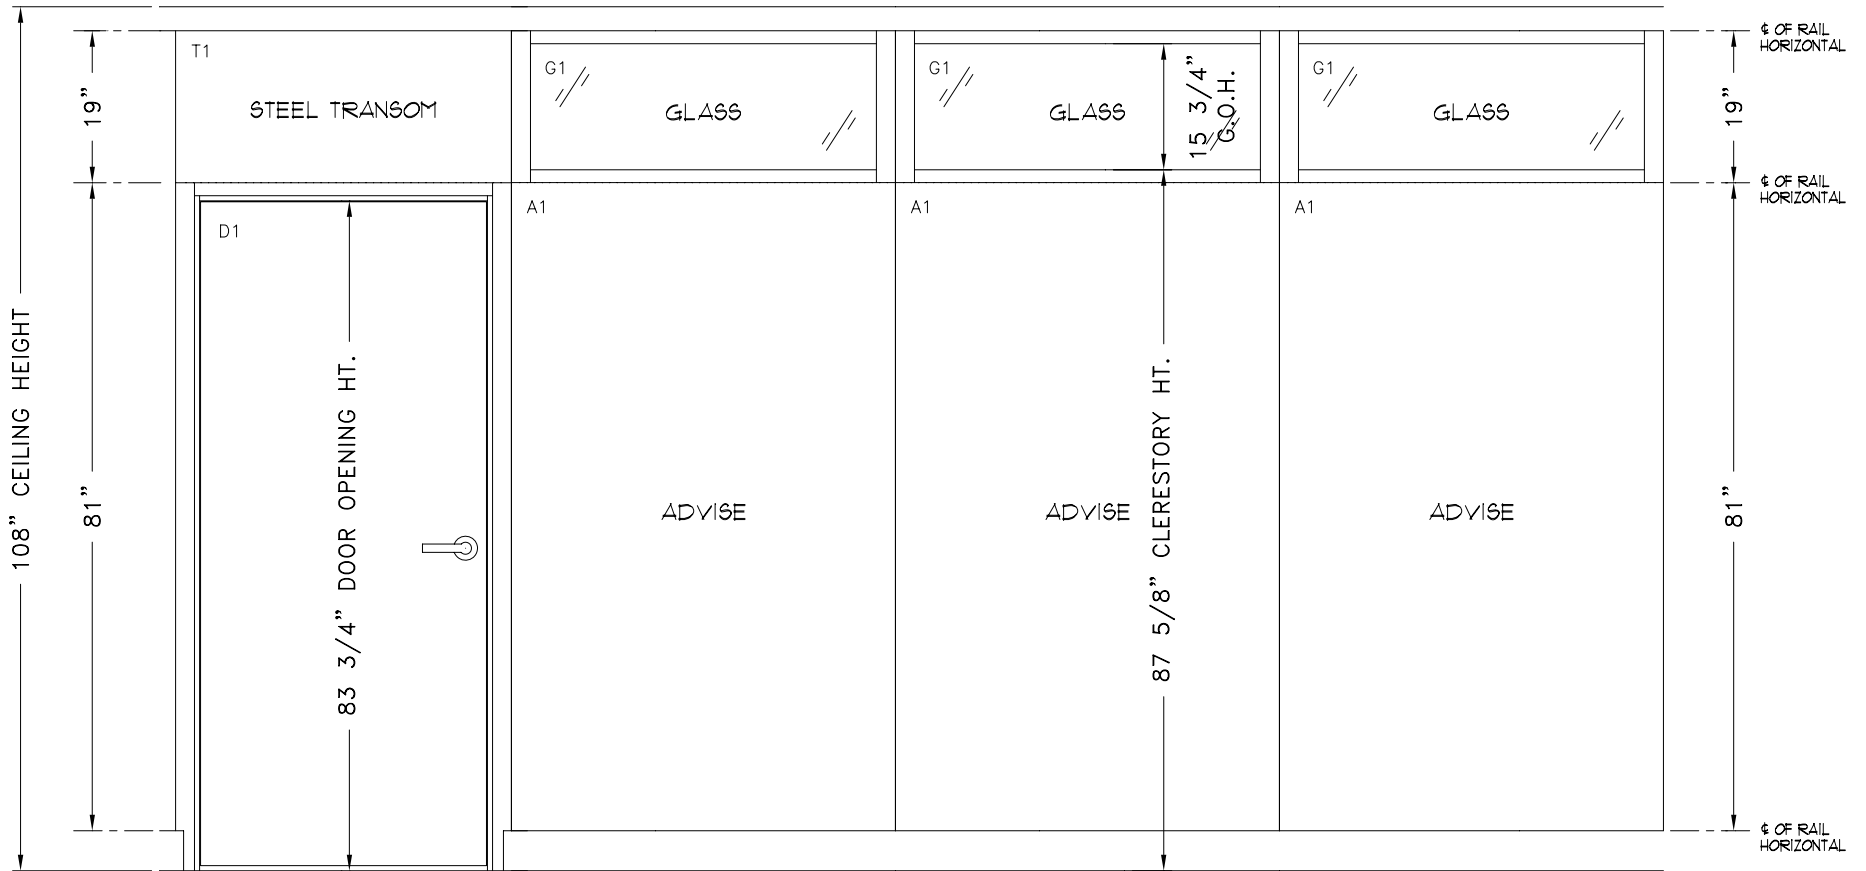 ℄ OF RAIL
HORIZONTAL
T1
G1
G1
G1
19”
STEEL TRANSOM
GLASS
GLASS
15 3/4”
G.O.H.
GLASS
19”
℄ OF RAIL
HORIZONTAL
A1
A1
A1
D1
108” CEILING HEIGHT
81”
83 3/4” DOOR OPENING HT.
ADVISE
ADVISE
87 5/8” CLERESTORY HT.
ADVISE
81”
℄ OF RAIL
HORIZONTAL